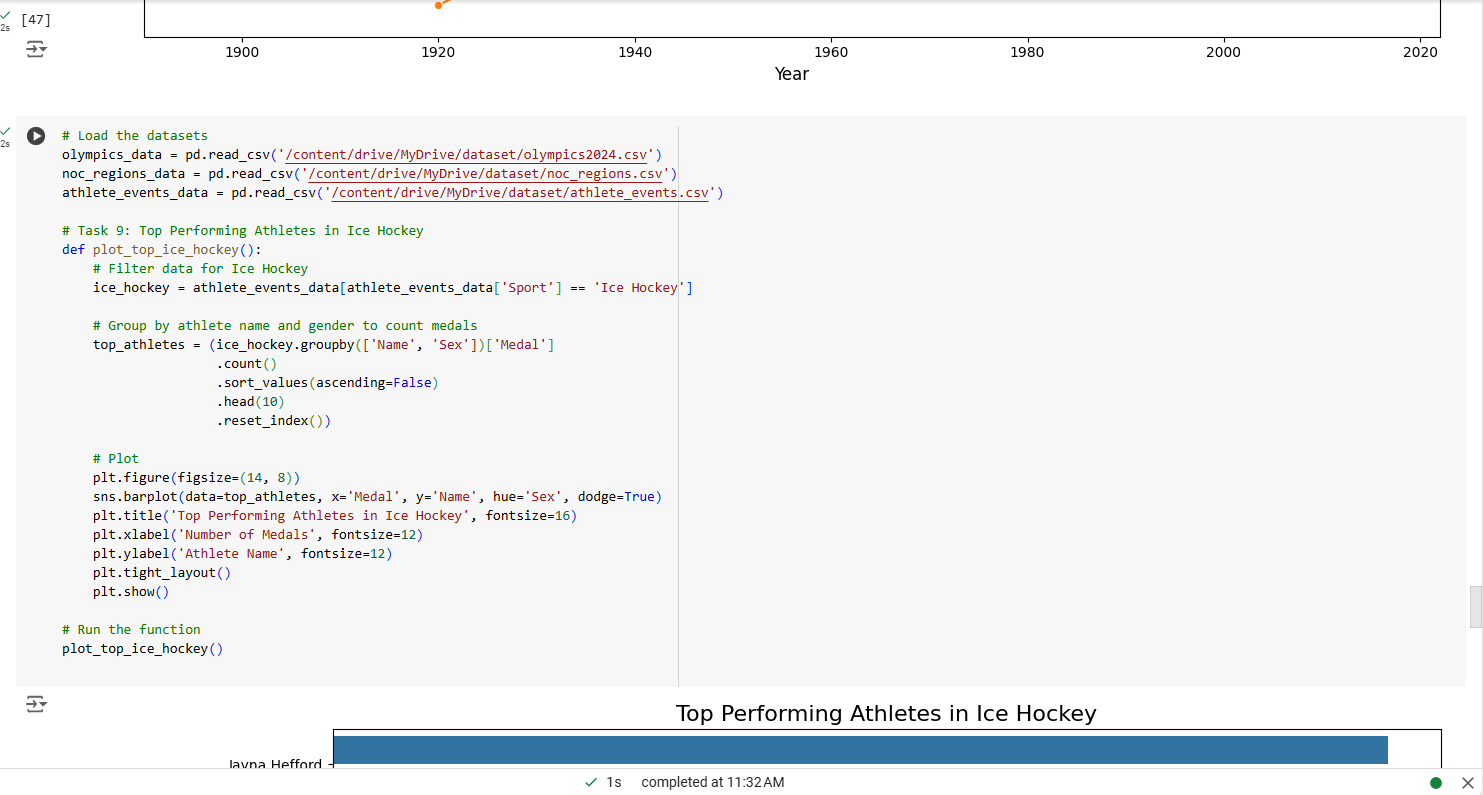 [47]
2s
1900 1920 1940 1960 1980 2000 2020
Year
2s
# Load the datasets
olympics_data = pd.read_csv('/content/drive/MyDrive/dataset/olympics2024.csv')
noc_regions_data = pd.read_csv('/content/drive/MyDrive/dataset/noc_regions.csv')
athlete_events_data = pd.read_csv('/content/drive/MyDrive/dataset/athlete_events.csv')
# Task 9: Top Performing Athletes in Ice Hockey
def plot_top_ice_hockey():
    # Filter data for Ice Hockey
    ice_hockey = athlete_events_data[athlete_events_data['Sport'] == 'Ice Hockey']
    # Group by athlete name and gender to count medals
    top_athletes = (ice_hockey.groupby(['Name', 'Sex'])['Medal']
                    .count()
                    .sort_values(ascending=False)
                    .head(10)
                    .reset_index())
    # Plot
    plt.figure(figsize=(14, 8))
    sns.barplot(data=top_athletes, x='Medal', y='Name', hue='Sex', dodge=True)
    plt.title('Top Performing Athletes in Ice Hockey', fontsize=16)
    plt.xlabel('Number of Medals', fontsize=12)
    plt.ylabel('Athlete Name', fontsize=12)
    plt.tight_layout()
    plt.show()
# Run the function
plot_top_ice_hockey()
Top Performing Athletes in Ice Hockey
Jayna Hefford
1s completed at 11:32 AM